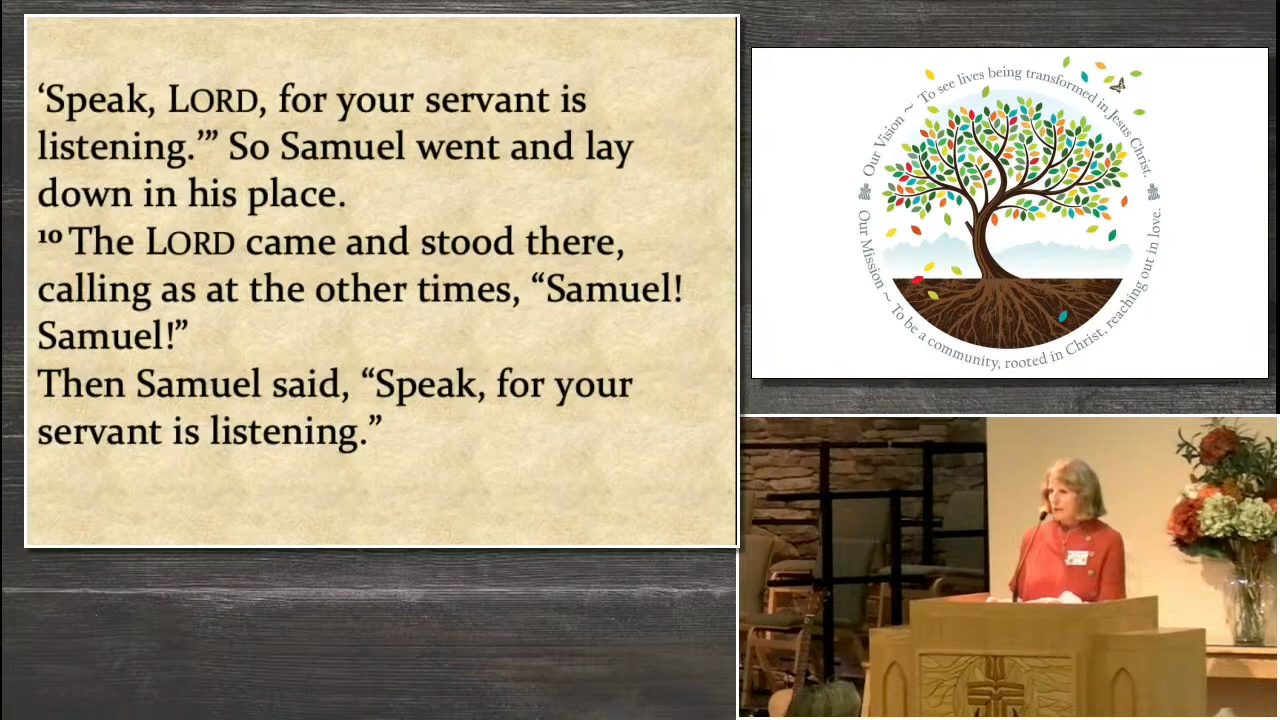 ‘Speak, LORD, for your servant is
listening.’” So Samuel went and lay
down in his place.
¹⁰ The LORD came and stood there,
calling as at the other times, “Samuel!
Samuel!”
Then Samuel said, “Speak, for your
servant is listening.”
Our Vision ~ To see lives being transformed in Jesus Christ.
Our Mission ~ To be a community, rooted in Christ, reaching out in love.